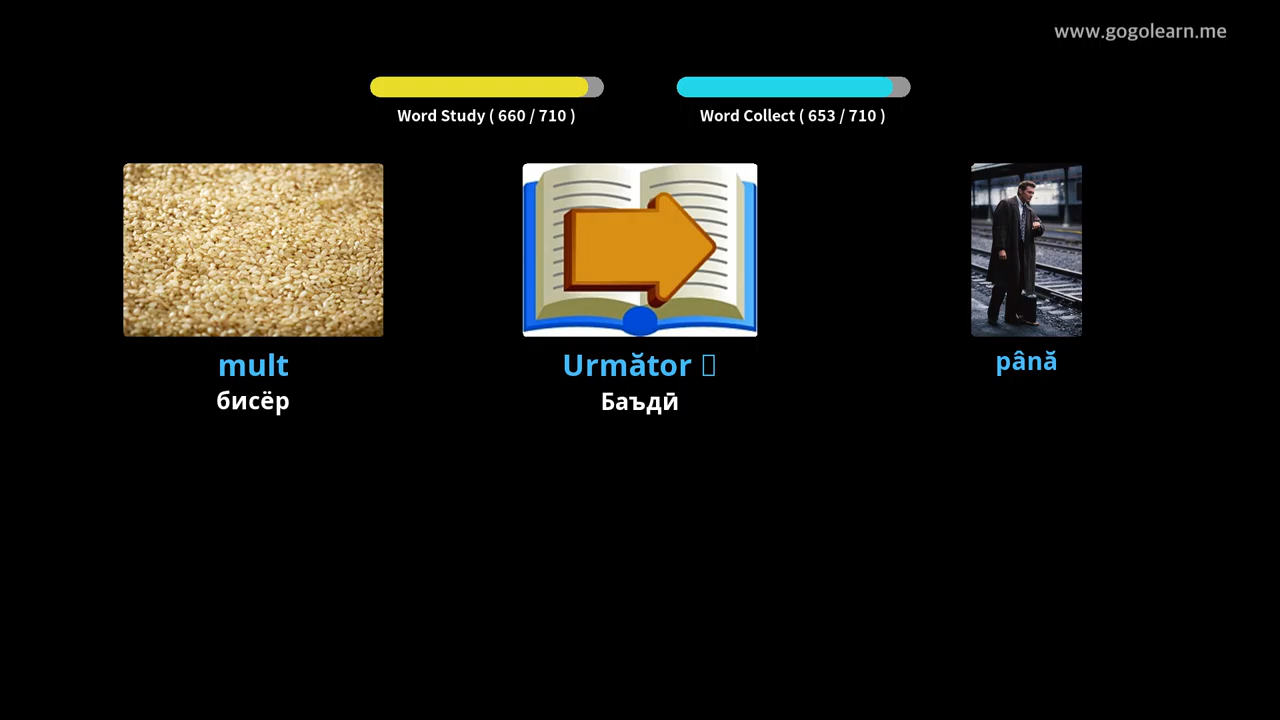 www.gogolearn.me
Word Study ( 660 / 710 )
Word Collect ( 653 / 710 )
mult
Următor
până
бисёр
Баъдӣ